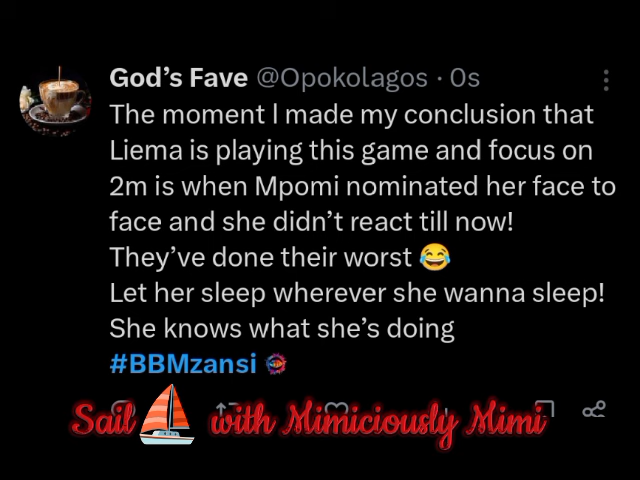 God's Fave @Opokolagos · 0s
The moment I made my conclusion that
Liema is playing this game and focus on
2m is when Mpomi nominated her face to
face and she didn't react till now!
They've done their worst 😂
Let her sleep wherever she wanna sleep!
She knows what she's doing
#BBMzansi
Sail with Mimiciously Mimi